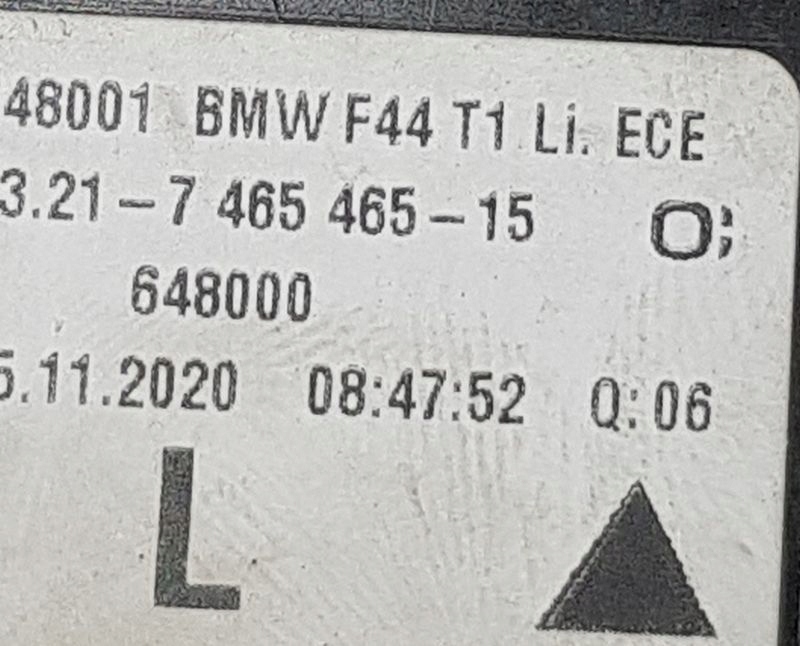 48001 BMW F44 T1 Li. ECE
3.21-7 465 465-15 O;
648000
5.11.2020 08:47:52 Q: 06
L